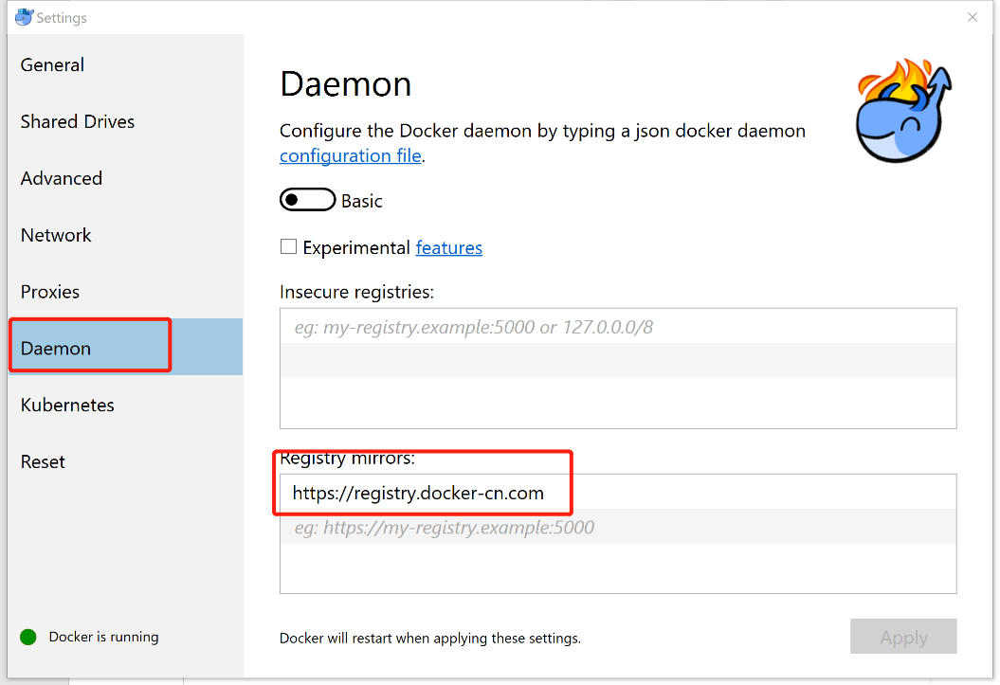 Settings
General
Shared Drives
Advanced
Network
Proxies
Daemon
Kubernetes
Reset
Docker is running
Daemon
Configure the Docker daemon by typing a json docker daemon
configuration file.
Basic
Experimental features
Insecure registries:
eg: my-registry.example:5000 or 127.0.0.0/8
Registry mirrors:
https://registry.docker-cn.com
eg: https://my-registry.example:5000
Docker will restart when applying these settings.
Apply